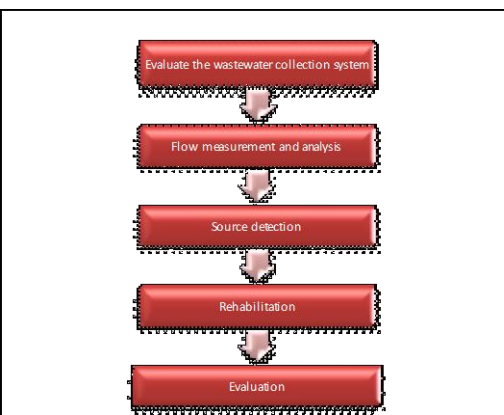 Evaluate the wastewater collection system
Flow measurement and analysis
Source detection
Rehabilitation
Evaluation